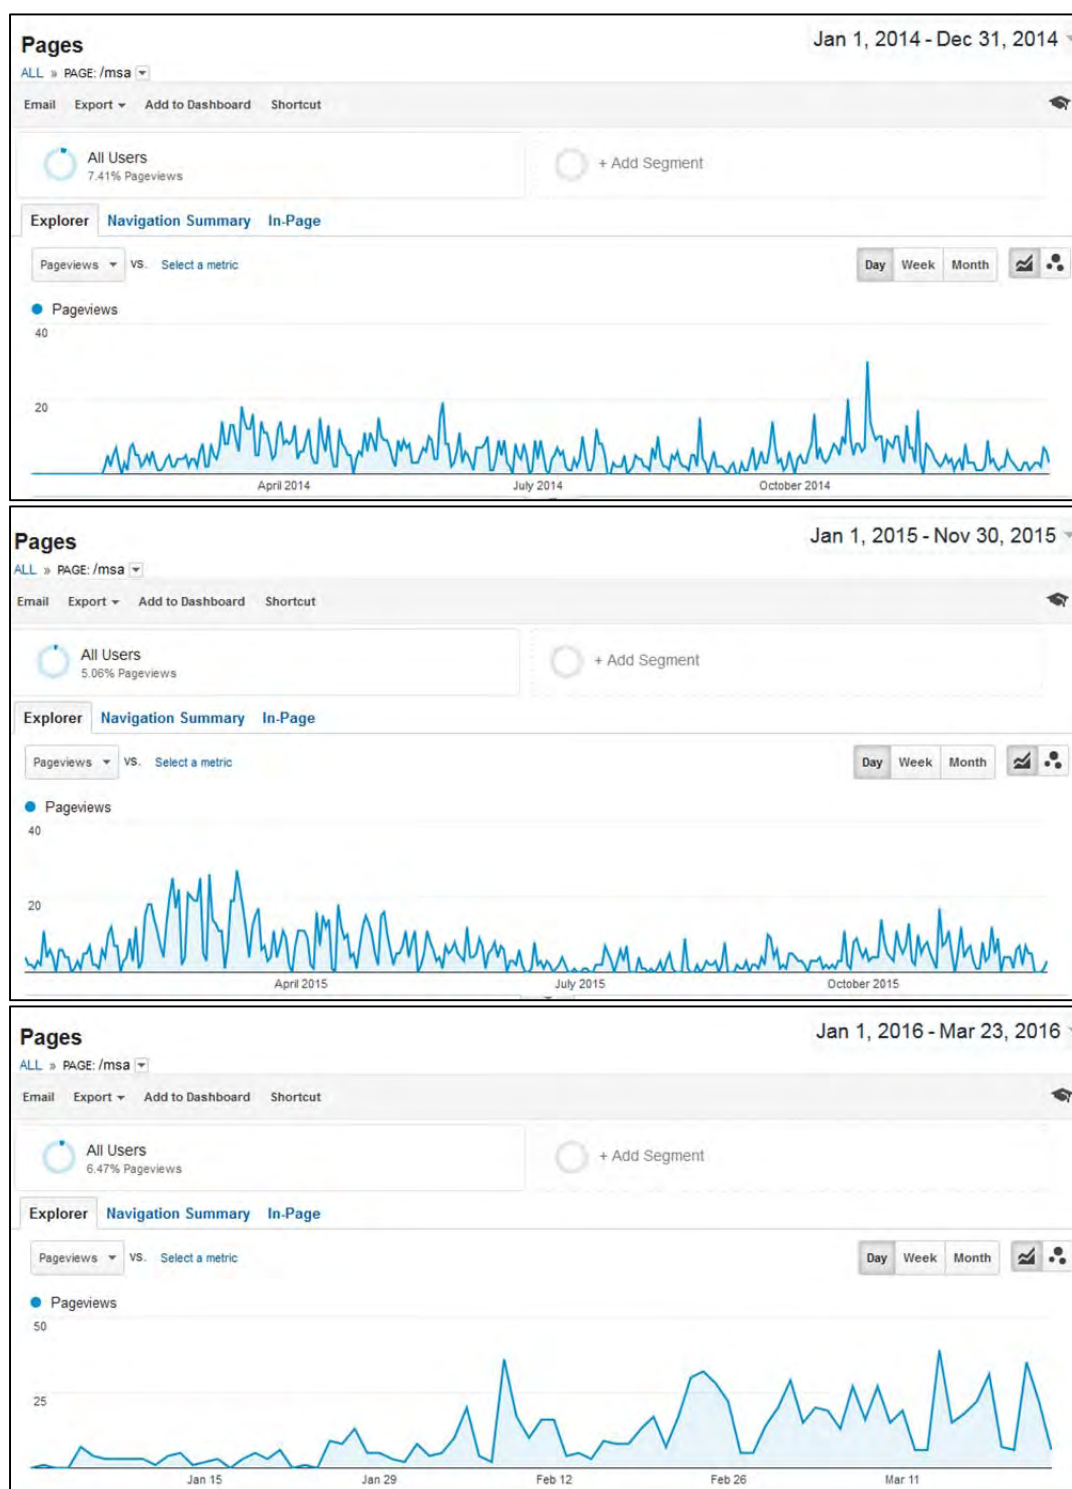 Pages
Jan 1, 2014 - Dec 31, 2014
ALL » PAGE: /msa
Email Export Add to Dashboard Shortcut
All Users
7.41% Pageviews
+ Add Segment
Explorer Navigation Summary In-Page
Pageviews VS. Select a metric
Day Week Month
Pageviews
40
20
April 2014 July 2014 October 2014
Pages
Jan 1, 2015 - Nov 30, 2015
ALL » PAGE: /msa
Email Export Add to Dashboard Shortcut
All Users
5.06% Pageviews
+ Add Segment
Explorer Navigation Summary In-Page
Pageviews VS. Select a metric
Day Week Month
Pageviews
40
20
April 2015 July 2015 October 2015
Pages
Jan 1, 2016 - Mar 23, 2016
ALL » PAGE: /msa
Email Export Add to Dashboard Shortcut
All Users
6.47% Pageviews
+ Add Segment
Explorer Navigation Summary In-Page
Pageviews VS. Select a metric
Day Week Month
Pageviews
50
25
Jan 15 Jan 29 Feb 12 Feb 26 Mar 11